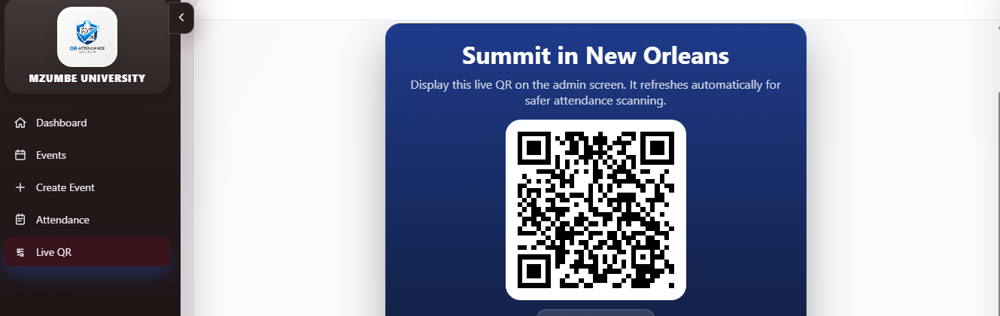 QR ATTENDANCE
SYSTEM
MZUMBE UNIVERSITY
Dashboard
Events
Create Event
Attendance
Live QR
Summit in New Orleans
Display this live QR on the admin screen. It refreshes automatically for
safer attendance scanning.